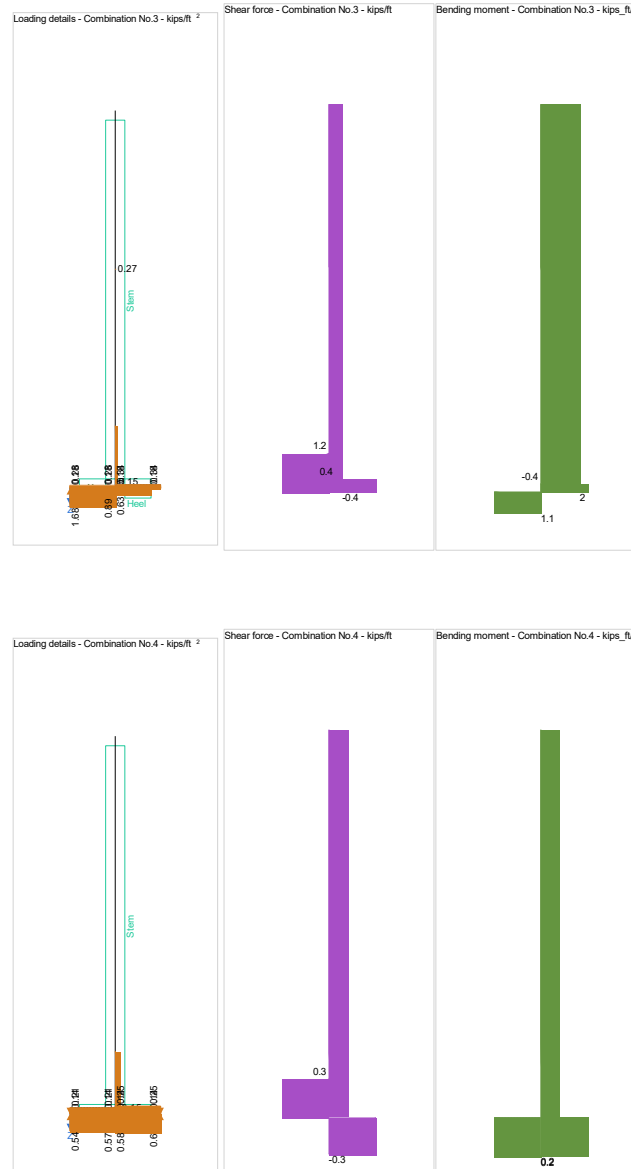 Loading details - Combination No.3 - kips/ft 2
Shear force - Combination No.3 - kips/ft
Bending moment - Combination No.3 - kips_ft/
0.27
Stem
1.2
0.4
-0.4
-0.4
2
1.1
0.28
0.28
Heel
1.68
0.89
0.63
Loading details - Combination No.4 - kips/ft 2
Shear force - Combination No.4 - kips/ft
Bending moment - Combination No.4 - kips_ft/
Stem
0.3
-0.3
0.2
0.54
0.57
0.58